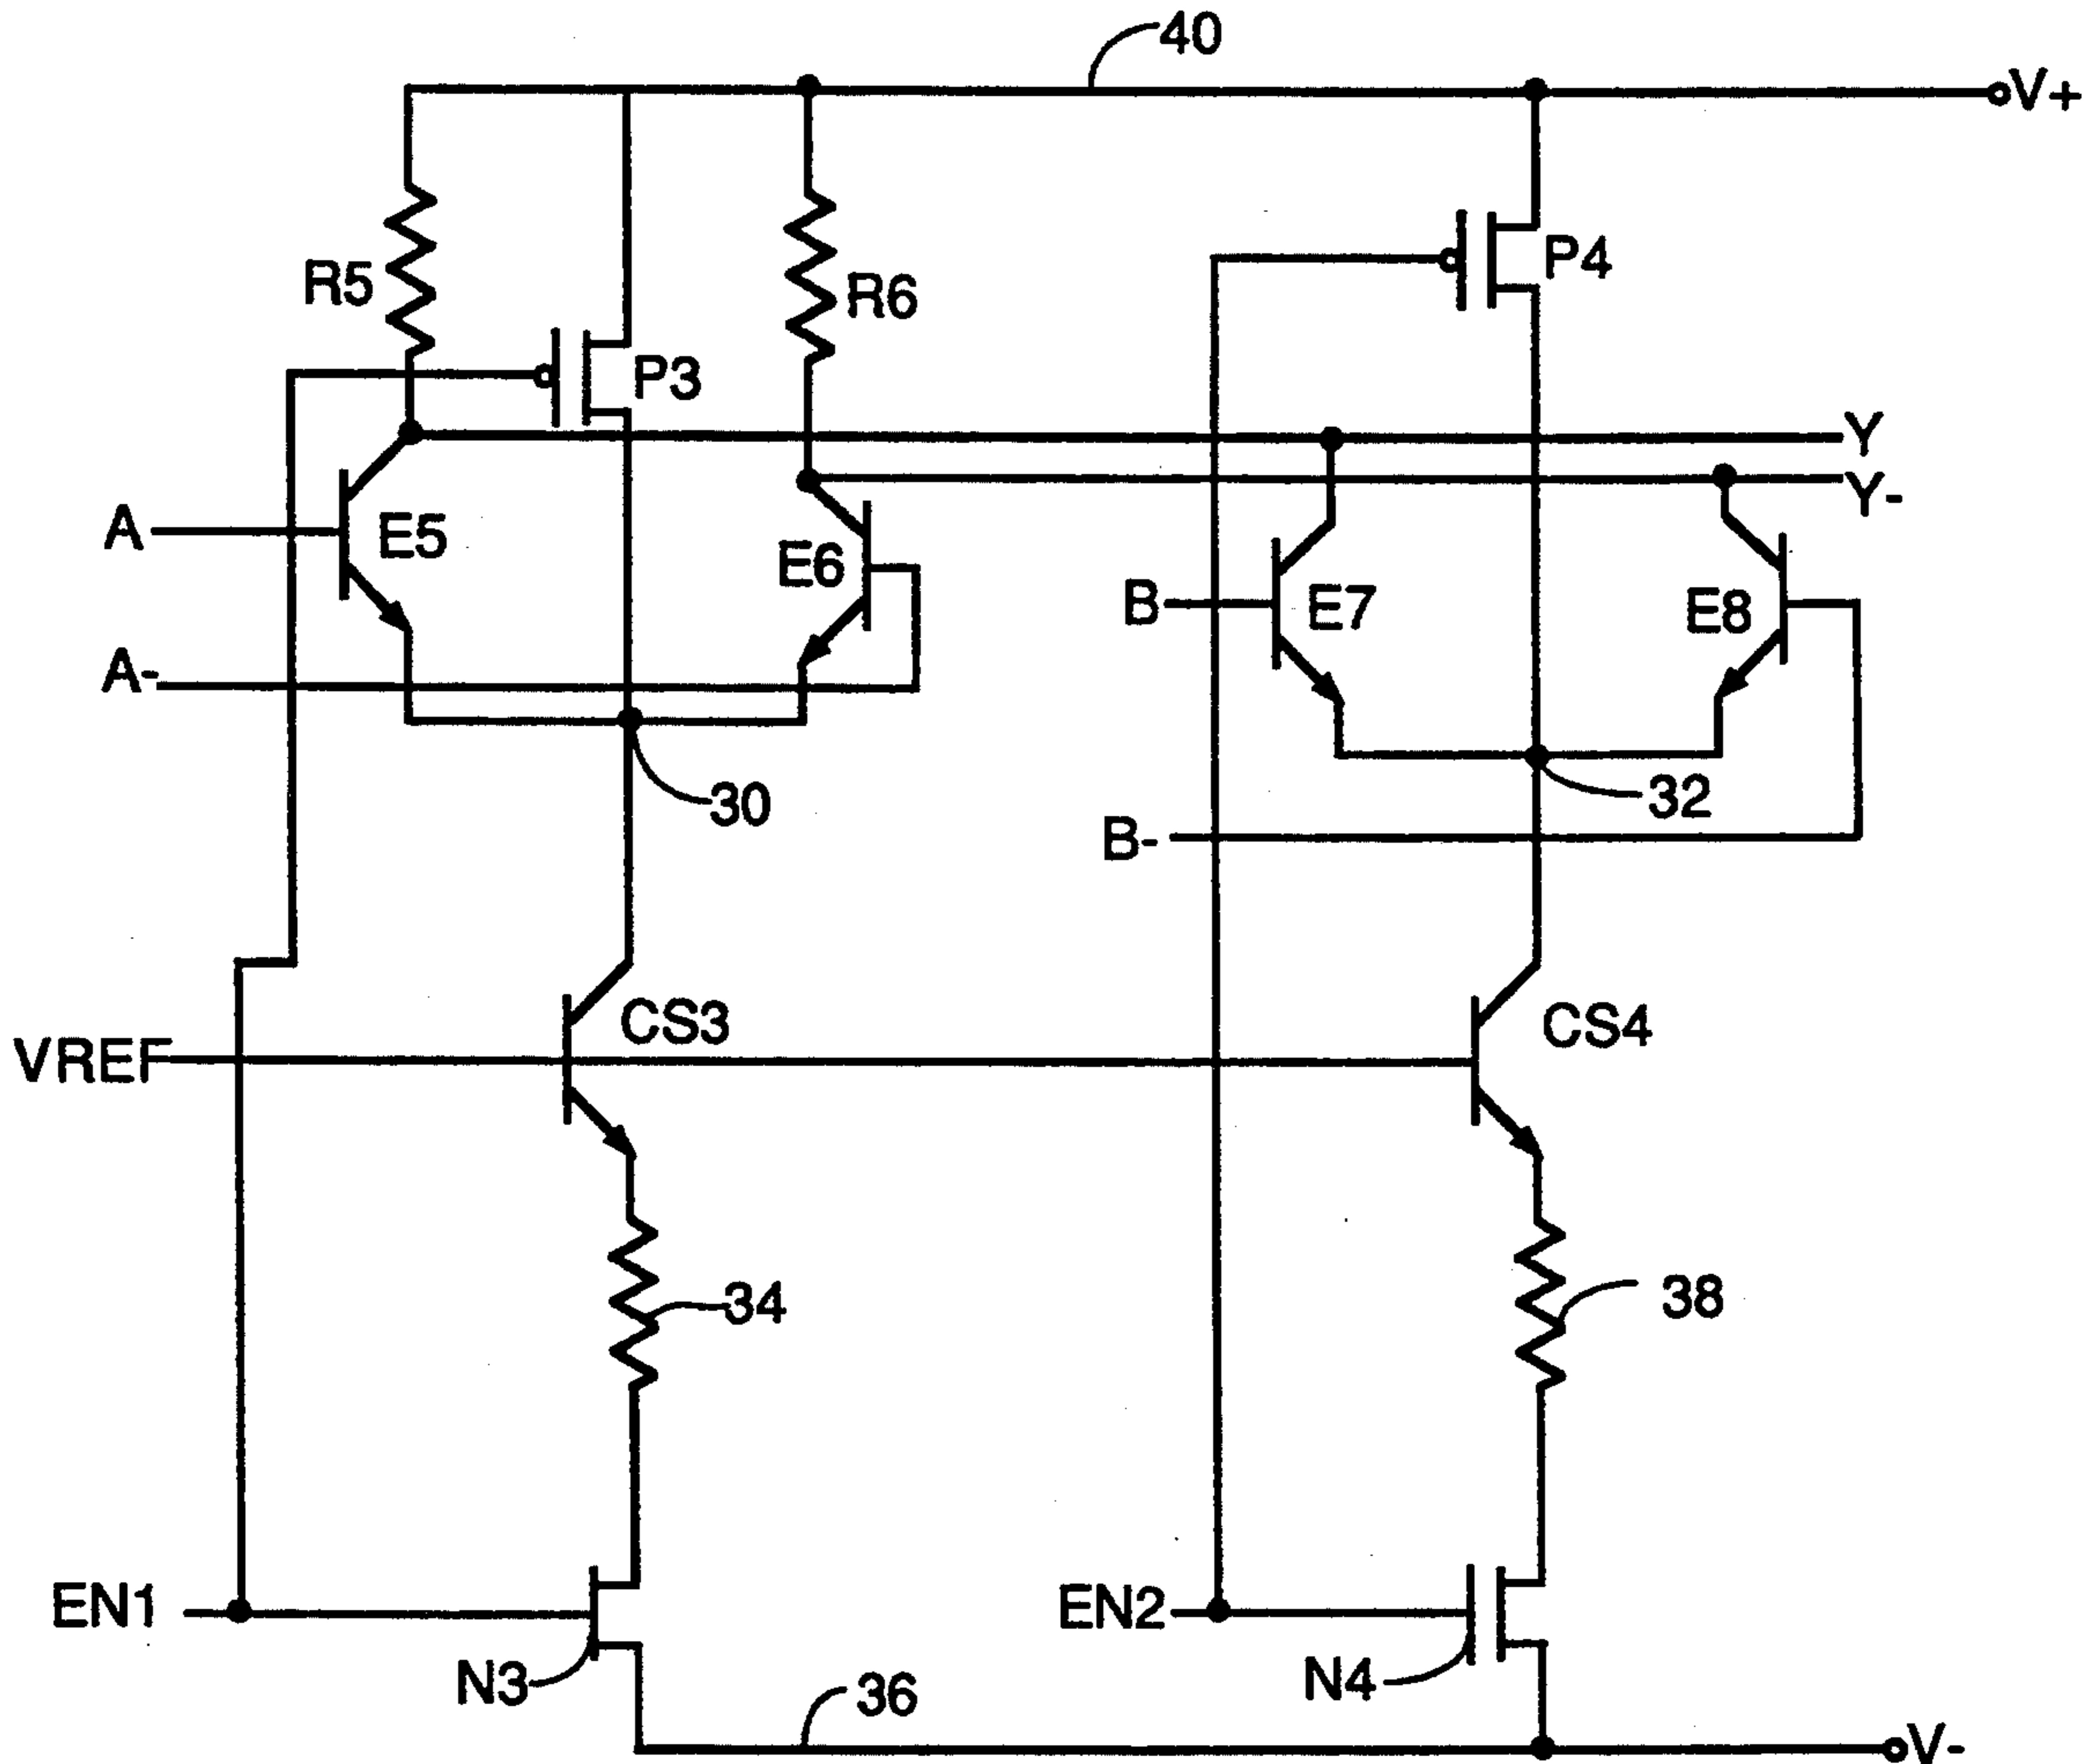 40
V+
R5
R6
P4
P3
Y
Y-
A
E5
E6
B
E7
E8
A-
30
32
B-
CS3
CS4
VREF
34
38
EN1
EN2
N3
N4
36
V-